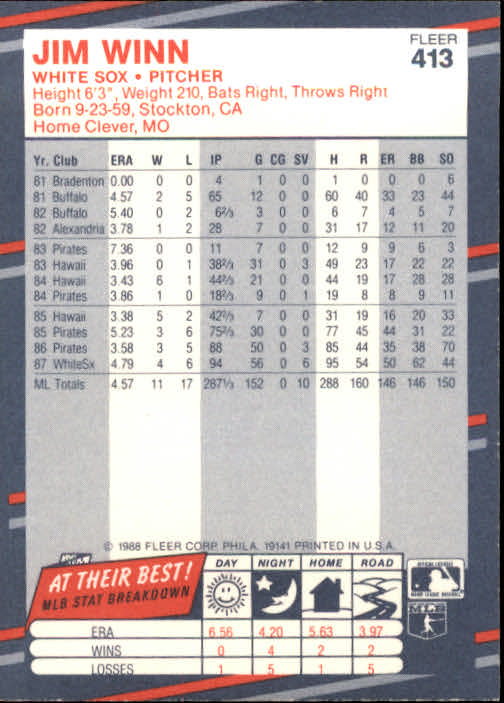 JIM WINN
FLEER
413
WHITE SOX • PITCHER
Height 6'3", Weight 210, Bats Right, Throws Right
Born 9-23-59, Stockton, CA
Home Clever, MO
Yr. Club ERA W L IP G CG SV H R ER BB SO
81 Bradenton 0.00 0 0 4 1 0 0 1 0 0 0 6
81 Buffalo 4.57 2 5 65 12 0 0 60 40 33 23 44
82 Buffalo 5.40 0 2 6⅔ 3 0 0 6 7 4 5 7
82 Alexandria 3.78 1 2 28 7 0 0 31 17 12 11 20
83 Pirates 7.36 0 0 11 7 0 0 12 9 9 6 3
83 Hawaii 3.96 0 1 38⅔ 31 0 3 49 23 17 22 22
84 Hawaii 3.43 6 1 44⅔ 21 0 0 44 19 17 28 28
84 Pirates 3.86 1 0 18⅔ 9 0 1 19 8 8 9 11
85 Hawaii 3.38 5 2 42⅔ 7 0 0 31 19 16 20 33
85 Pirates 5.23 3 6 75⅔ 30 0 0 77 45 44 31 22
86 Pirates 3.58 3 5 88 50 0 3 85 44 35 38 70
87 WhiteSx 4.79 4 6 94 56 0 6 95 54 50 62 44
ML Totals 4.57 11 17 287⅓ 152 0 10 288 160 146 146 150
© 1988 FLEER CORP. PHILA. 19141 PRINTED IN U.S.A.
AT THEIR BEST!
MLB STAT BREAKDOWN
DAY NIGHT HOME ROAD
ERA 6.56 4.20 5.63 3.97
WINS 0 4 2 2
LOSSES 1 5 1 5